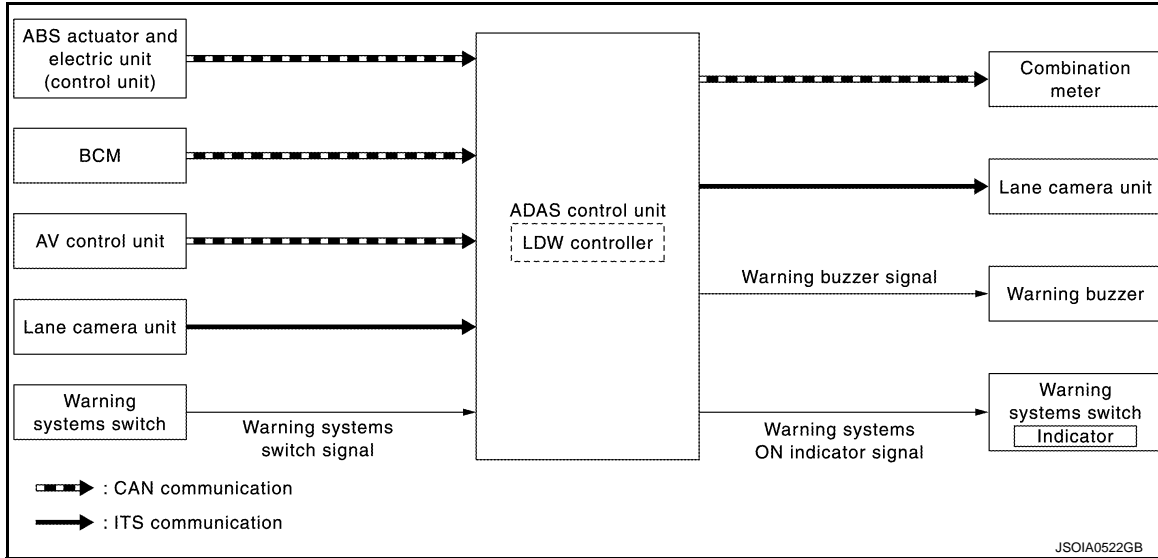 ABS actuator and
electric unit
(control unit)
BCM
AV control unit
Lane camera unit
Warning
systems switch
Warning systems
switch signal
ADAS control unit
LDW controller
Combination
meter
Lane camera unit
Warning buzzer signal
Warning buzzer
Warning systems
ON indicator signal
Warning
systems switch
Indicator
: CAN communication
: ITS communication
JSOIA0522GB